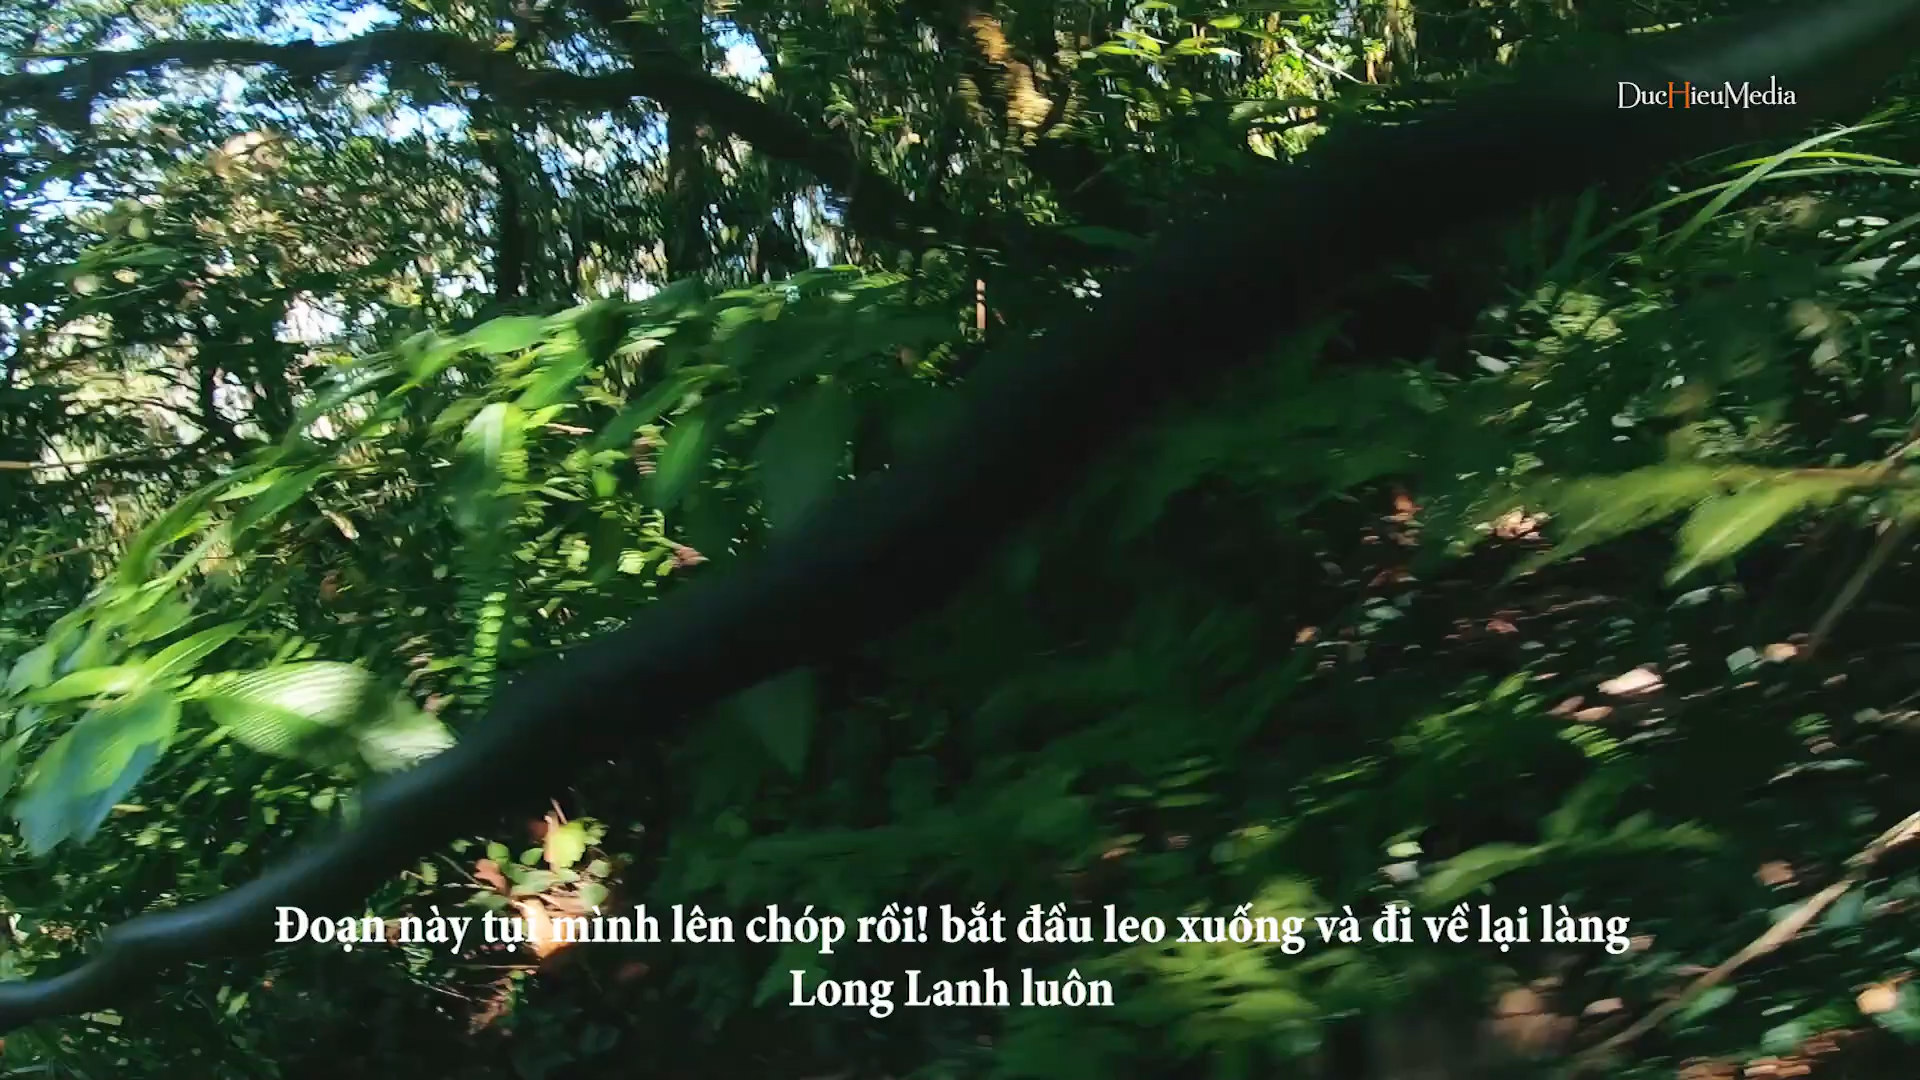 DucHieuMedia
Đoạn này tụi mình lên chóp rồi! bắt đầu leo xuống và đi về lại làng
Long Lanh luôn